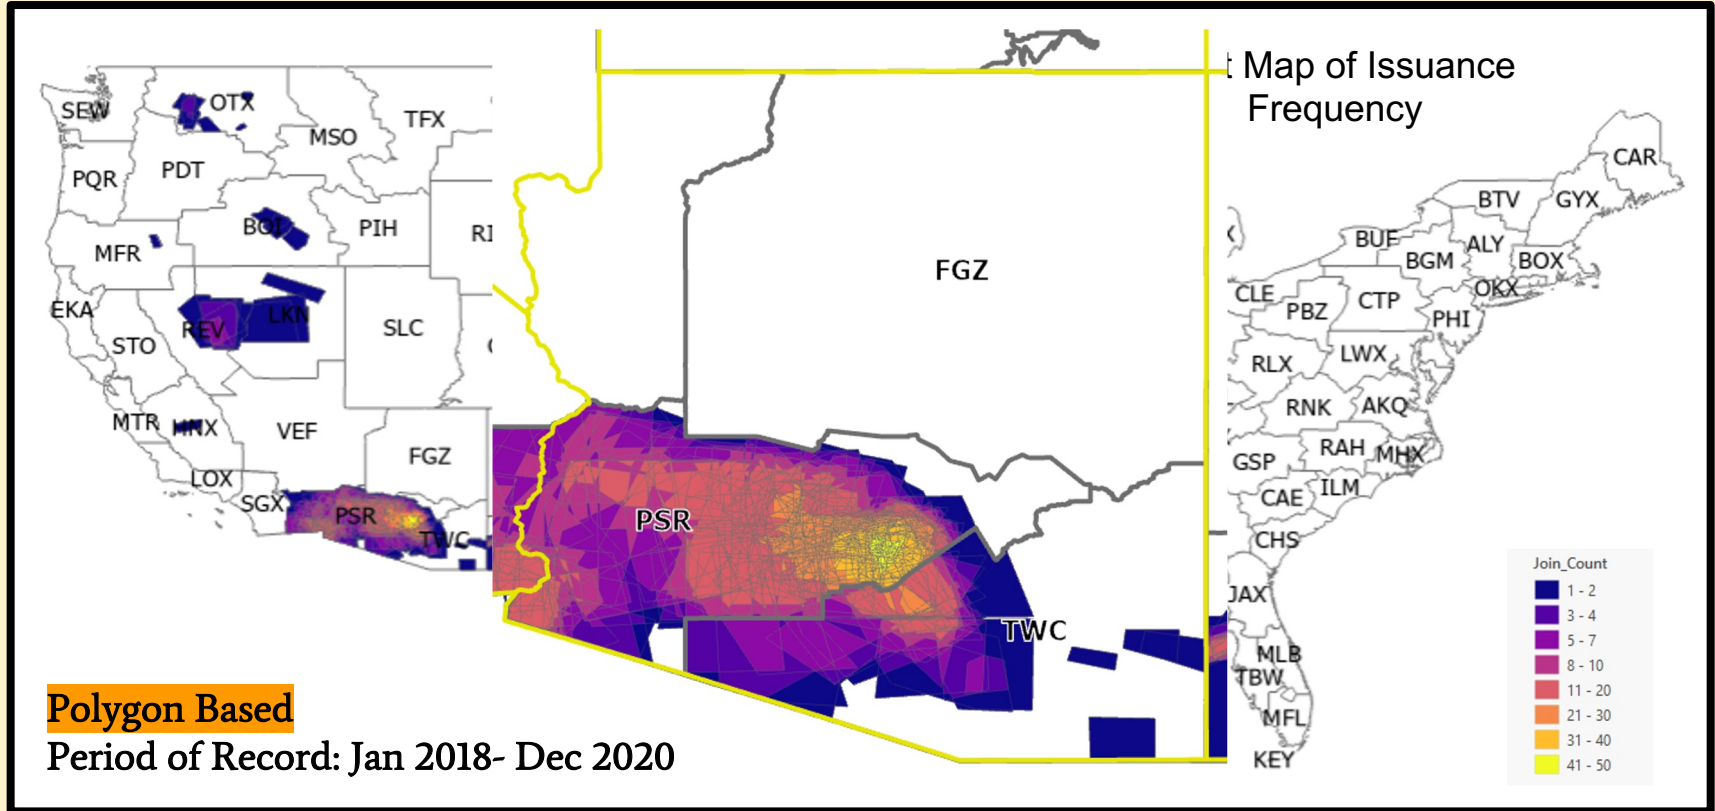 t Map of Issuance
Frequency
SEW
OTX
MSO
TFX
PQR
PDT
BOI
PIH
MFR
EKA
REV
LKN
SLC
STO
MTR
HNX
VEF
FGZ
LOX
SGX
PSR
TWC
FGZ
PSR
TWC
CAR
BTV
GYX
BUF
ALY
BGM
BOX
CLE
OKX
PBZ
CTP
PHI
RLX
LWX
RNK
AKQ
RAH
MHX
GSP
ILM
CAE
CHS
JAX
MLB
TBW
MFL
KEY
Join_Count
1 - 2
3 - 4
5 - 7
8 - 10
11 - 20
21 - 30
31 - 40
41 - 50
Polygon Based
Period of Record: Jan 2018- Dec 2020